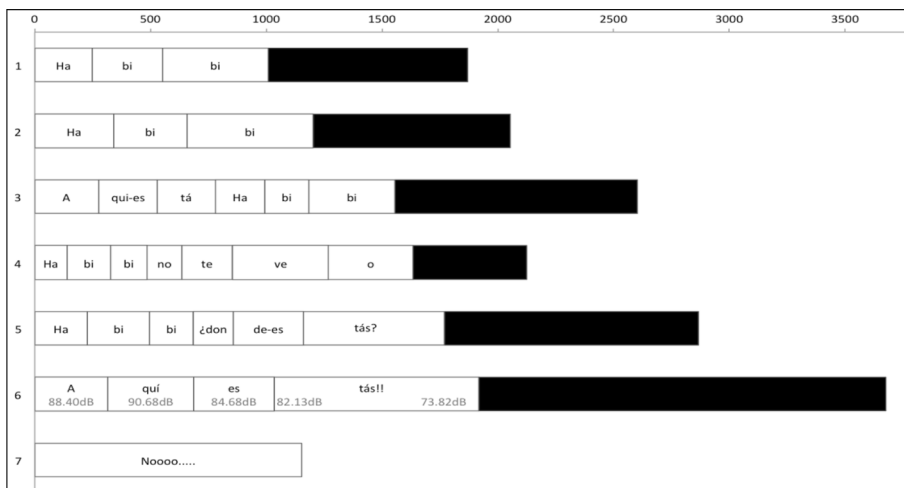 0 500 1000 1500 2000 2500 3000 3500
1 Ha bi bi
2 Ha bi bi
3 A qui-es tá Ha bi bi
4 Ha bi bi no te ve o
5 Ha bi bi ¿don de-es tás?
6 A quí es tás!!
88.40dB 90.68dB 84.68dB 82.13dB 73.82dB
7 Noooo.....